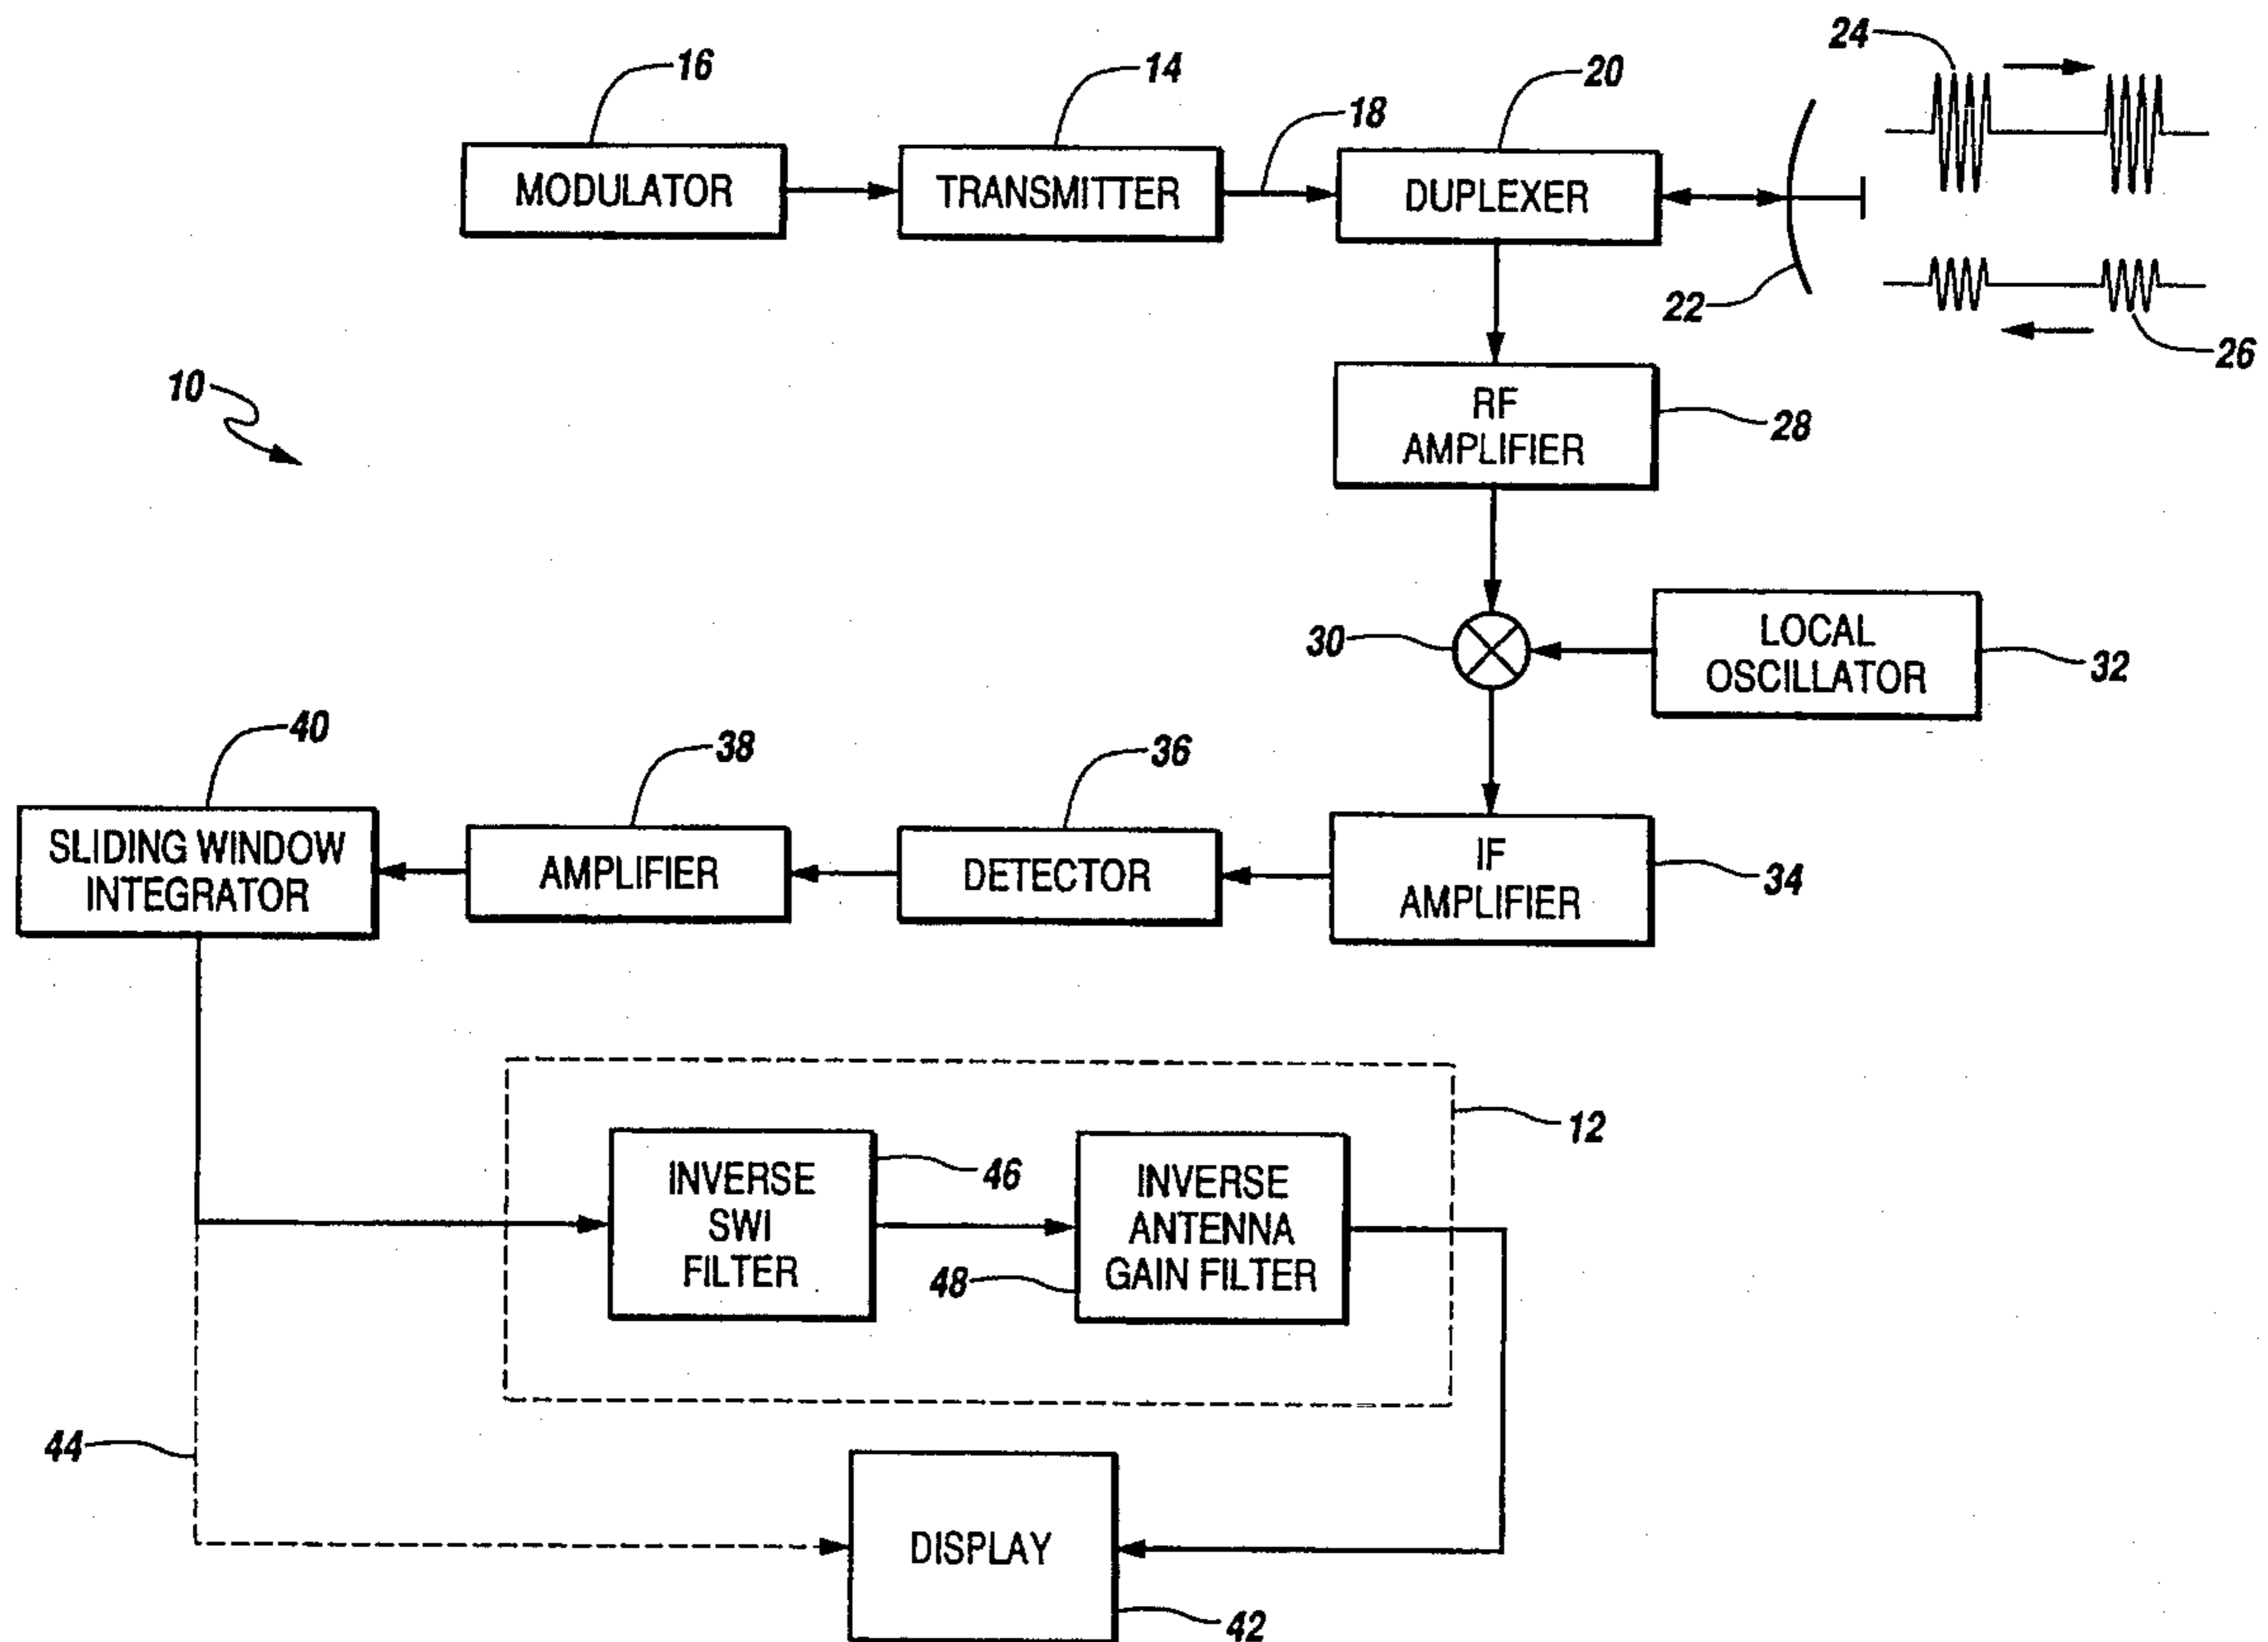 24
16
14
20
18
MODULATOR
TRANSMITTER
DUPLEXER
22
26
10
RF
AMPLIFIER
28
30
LOCAL
OSCILLATOR
32
40
38
36
SLIDING WINDOW
INTEGRATOR
AMPLIFIER
DETECTOR
IF
AMPLIFIER
34
12
INVERSE
SWI
FILTER
46
INVERSE
ANTENNA
GAIN FILTER
48
44
DISPLAY
42